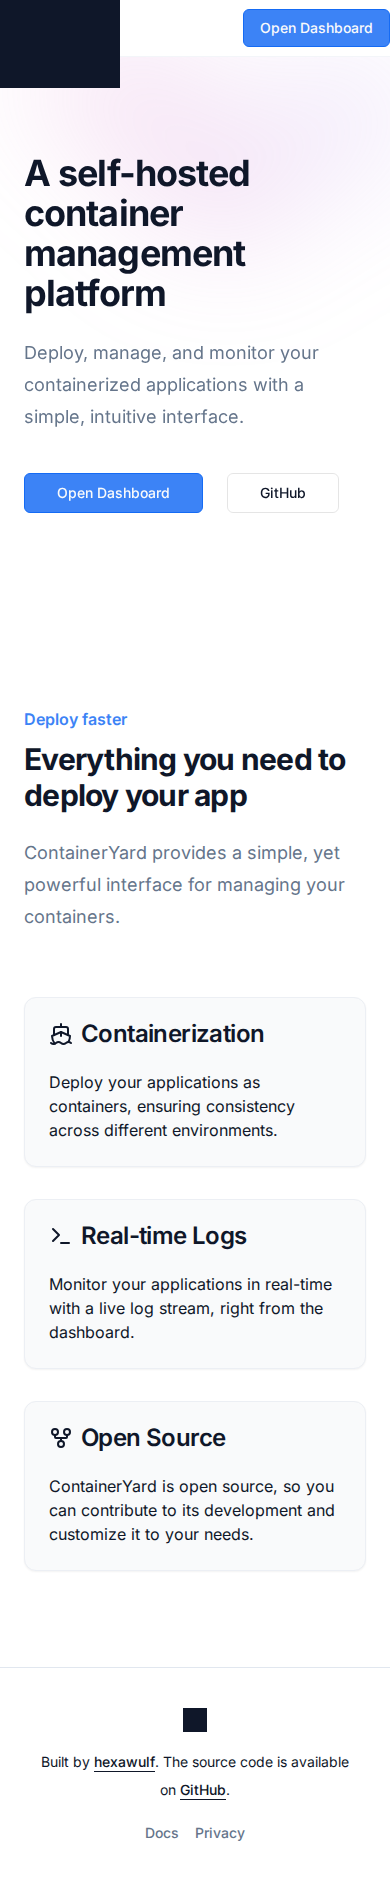 Open Dashboard
A self-hosted
container
management
platform
Deploy, manage, and monitor your
containerized applications with a
simple, intuitive interface.
Open Dashboard
GitHub
Deploy faster
Everything you need to
deploy your app
ContainerYard provides a simple, yet
powerful interface for managing your
containers.
Containerization
Deploy your applications as
containers, ensuring consistency
across different environments.
Real-time Logs
Monitor your applications in real-time
with a live log stream, right from the
dashboard.
Open Source
ContainerYard is open source, so you
can contribute to its development and
customize it to your needs.
Built by hexawulf. The source code is available
on GitHub.
Docs Privacy